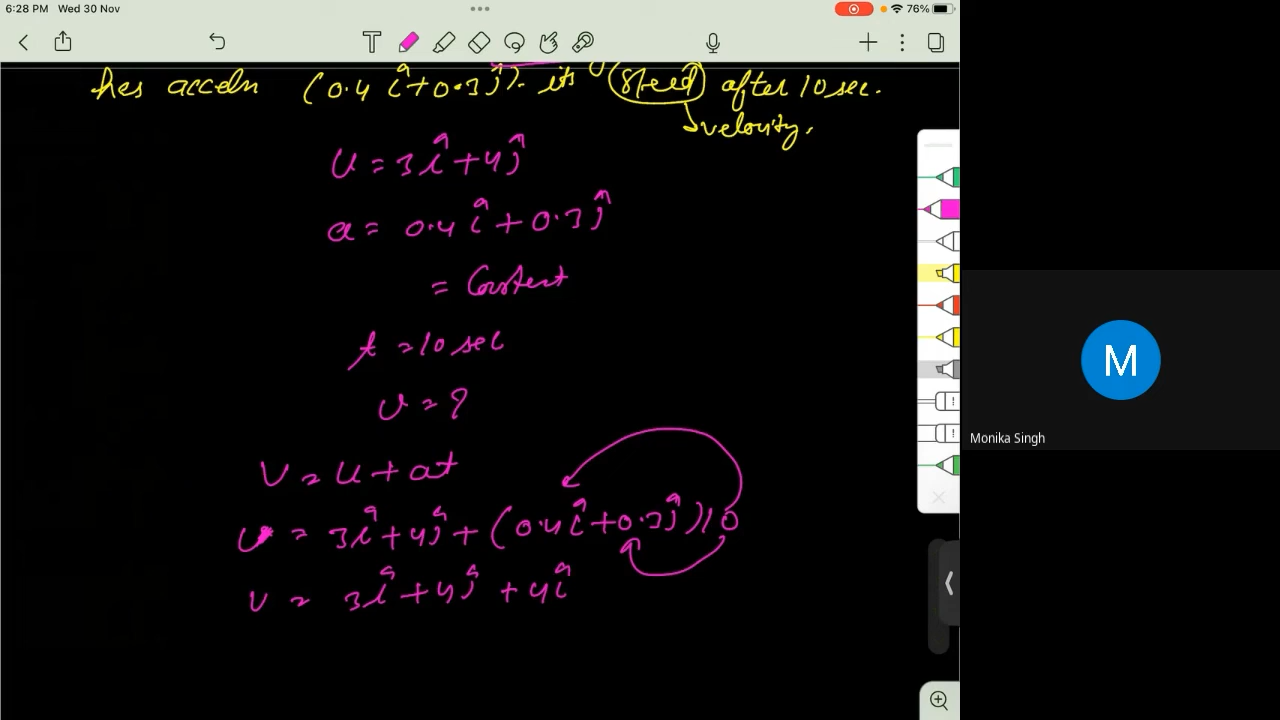 6:28 PM Wed 30 Nov
76%
has acceln (0.4 î + 0.3 ĵ). its speed after 10 sec.
velocity.
u = 3î + 4ĵ
a = 0.4 î + 0.3 ĵ
= Constant
t = 10 sec
v = ?
V = u + at
v = 3î + 4ĵ + (0.4 î + 0.3 ĵ) 10
v = 3î + 4ĵ + 4î
M
Monika Singh